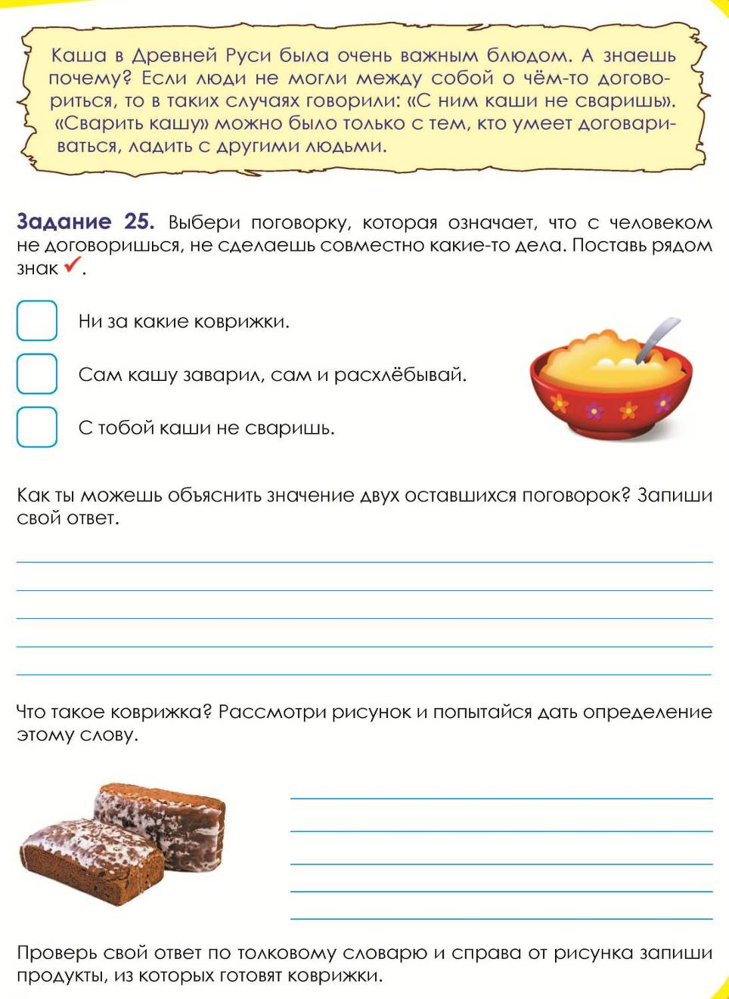 Каша в Древней Руси была очень важным блюдом. А знаешь
почему? Если люди не могли между собой о чём-то догово-
риться, то в таких случаях говорили: «С ним каши не сваришь».
«Сварить кашу» можно было только с тем, кто умеет договари-
ваться, ладить с другими людьми.
Задание 25. Выбери поговорку, которая означает, что с человеком
не договоришься, не сделаешь совместно какие-то дела. Поставь рядом
знак ✓.
Ни за какие коврижки.
Сам кашу заварил, сам и расхлёбывай.
С тобой каши не сваришь.
Как ты можешь объяснить значение двух оставшихся поговорок? Запиши
свой ответ.
Что такое коврижка? Рассмотри рисунок и попытайся дать определение
этому слову.
Проверь свой ответ по толковому словарю и справа от рисунка запиши
продукты, из которых готовят коврижки.